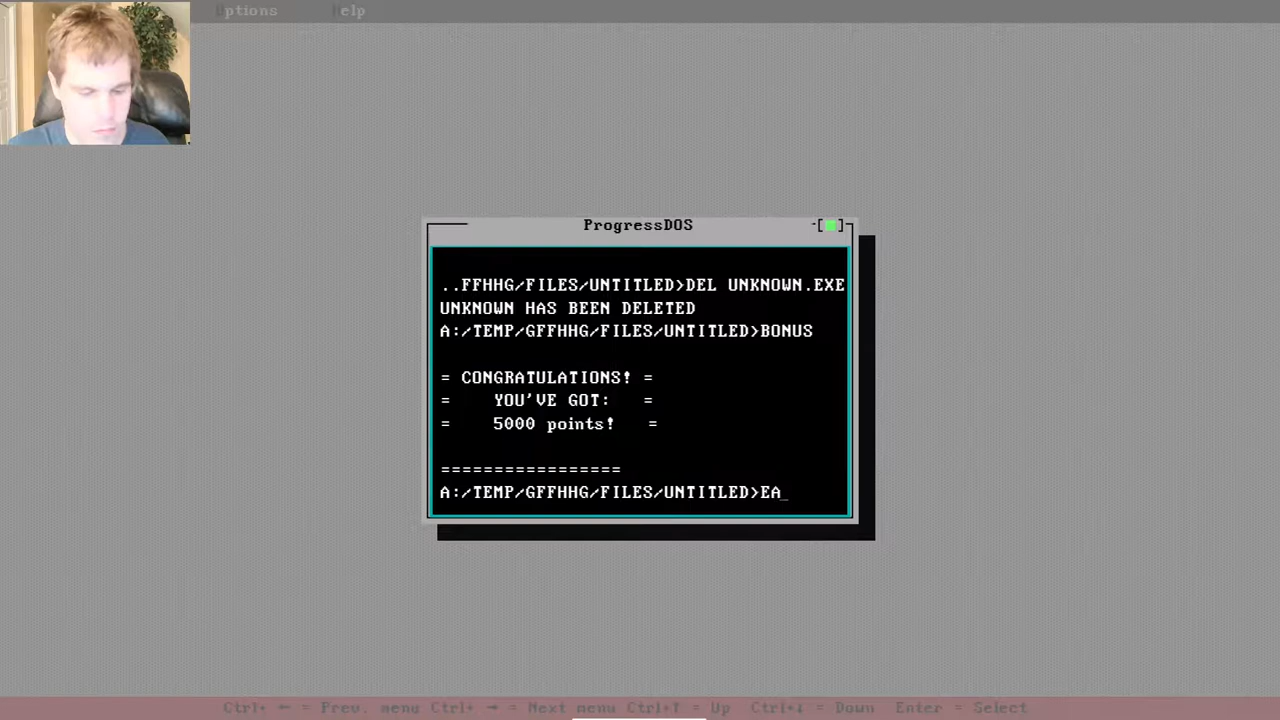 Options Help
ProgressDOS
[■]
..FFHHG/FILES/UNTITLED>DEL UNKNOWN.EXE
UNKNOWN HAS BEEN DELETED
A:/TEMP/GFFHHG/FILES/UNTITLED>BONUS
= CONGRATULATIONS! =
= YOU'VE GOT: =
= 5000 points! =
=================
A:/TEMP/GFFHHG/FILES/UNTITLED>EA_
Ctrl+ ← = Prev. menu Ctrl+ → = Next menu Ctrl+↑ = Up Ctrl+↓ = Down Enter = Select